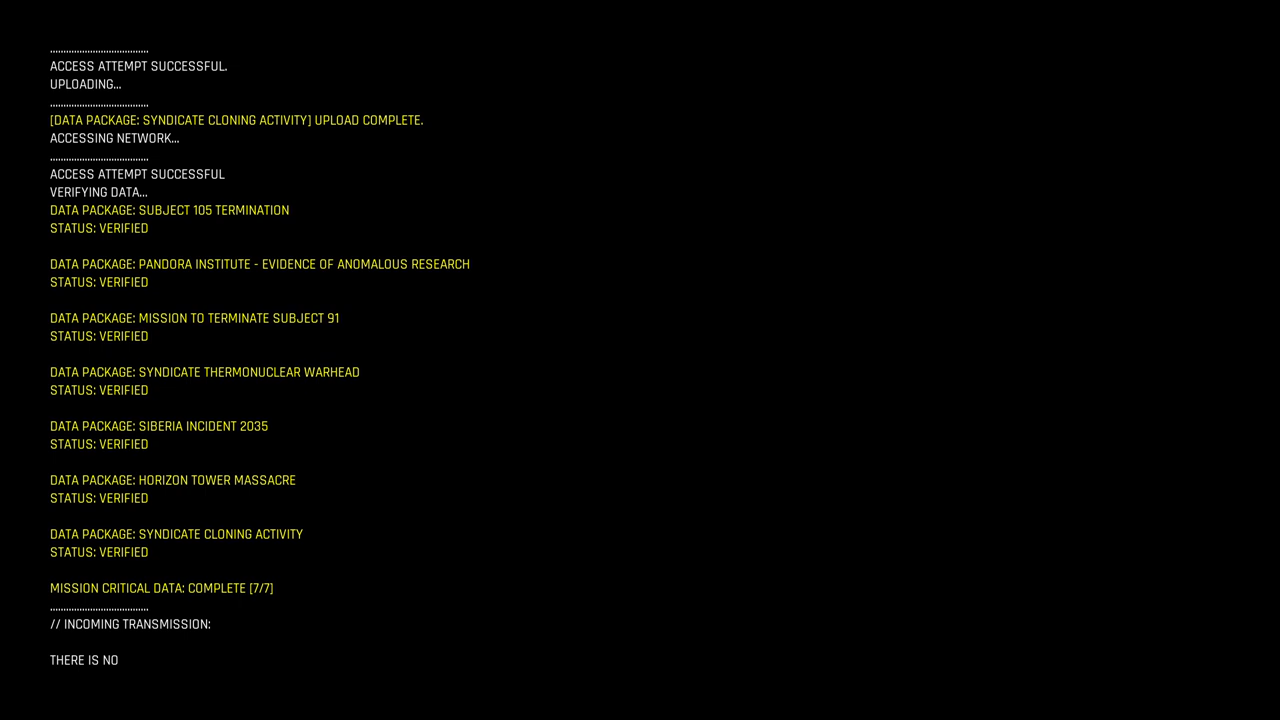 .....................................
ACCESS ATTEMPT SUCCESSFUL.
UPLOADING...
.....................................
[DATA PACKAGE: SYNDICATE CLONING ACTIVITY] UPLOAD COMPLETE.
ACCESSING NETWORK...
.....................................
ACCESS ATTEMPT SUCCESSFUL
VERIFYING DATA...
DATA PACKAGE: SUBJECT 105 TERMINATION
STATUS: VERIFIED
DATA PACKAGE: PANDORA INSTITUTE - EVIDENCE OF ANOMALOUS RESEARCH
STATUS: VERIFIED
DATA PACKAGE: MISSION TO TERMINATE SUBJECT 91
STATUS: VERIFIED
DATA PACKAGE: SYNDICATE THERMONUCLEAR WARHEAD
STATUS: VERIFIED
DATA PACKAGE: SIBERIA INCIDENT 2035
STATUS: VERIFIED
DATA PACKAGE: HORIZON TOWER MASSACRE
STATUS: VERIFIED
DATA PACKAGE: SYNDICATE CLONING ACTIVITY
STATUS: VERIFIED
MISSION CRITICAL DATA: COMPLETE [7/7]
.....................................
// INCOMING TRANSMISSION:
THERE IS NO